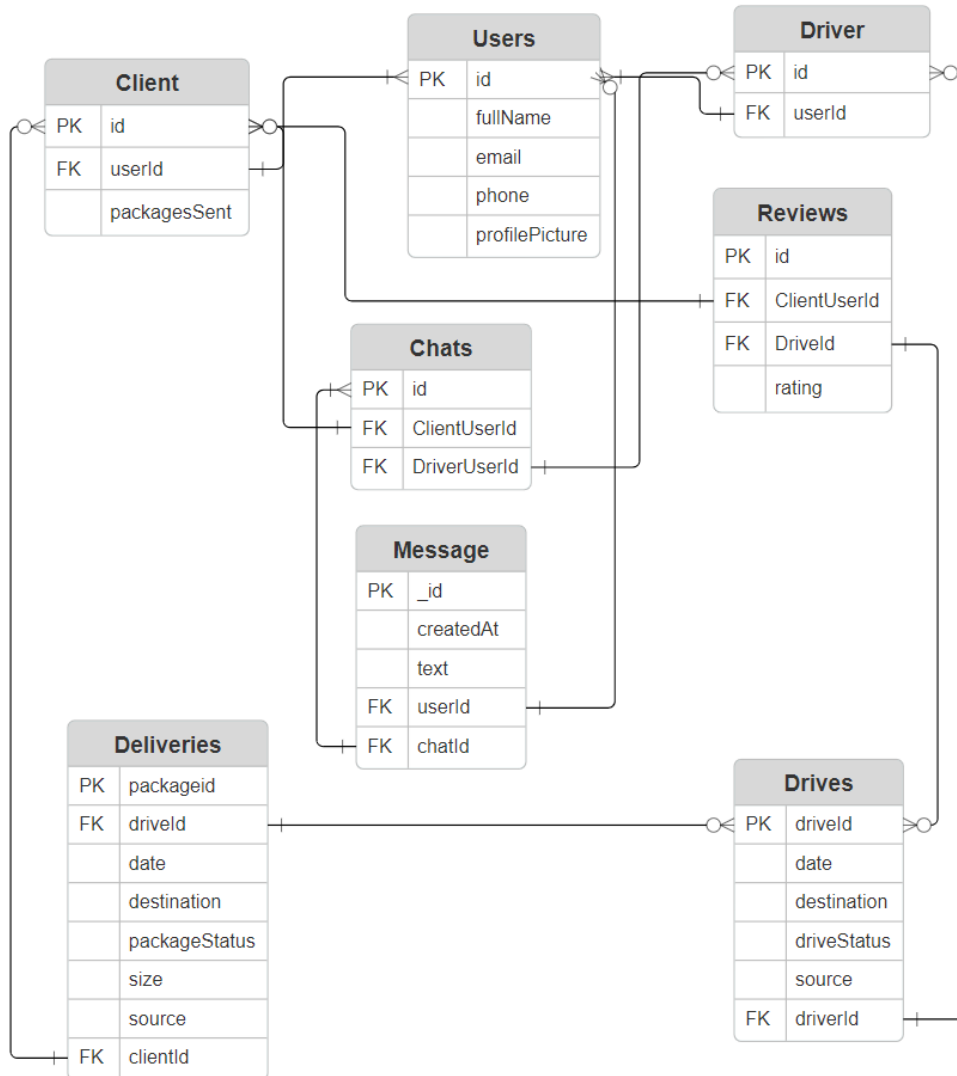 Client
PK id
FK userId
packagesSent
Users
PK id
fullName
email
phone
profilePicture
Driver
PK id
FK userId
Reviews
PK id
FK ClientUserId
FK DriveId
rating
Chats
PK id
FK ClientUserId
FK DriverUserId
Message
PK _id
createdAt
text
FK userId
FK chatId
Deliveries
PK packageid
FK driveId
date
destination
packageStatus
size
source
FK clientId
Drives
PK driveId
date
destination
driveStatus
source
FK driverId